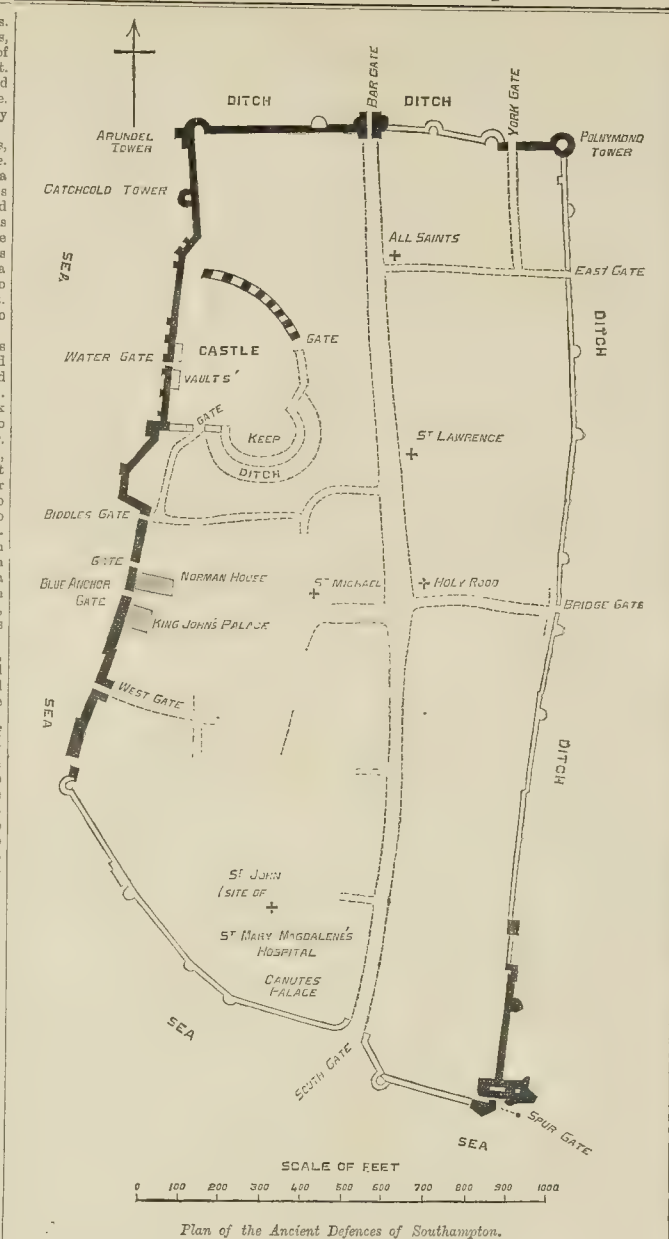 DITCH
BAR GATE
DITCH
YORK GATE
ARUNDEL
TOWER
POLNYMOND
TOWER
CATCHCOLD TOWER
ALL SAINTS
SEA
EAST GATE
DITCH
GATE
WATER GATE
CASTLE
VAULTS
GATE
KEEP
DITCH
ST LAWRENCE
BIDDLES GATE
GATE
BLUE ANCHOR
GATE
NORMAN HOUSE
ST MICHAEL
HOLY ROOD
KING JOHN'S PALACE
BRIDGE GATE
WEST GATE
SEA
DITCH
ST JOHN
(SITE OF
ST MARY MAGDALENE'S
HOSPITAL
CANUTES
PALACE
SEA
SOUTH GATE
SPUR GATE
SEA
SCALE OF FEET
0 100 200 300 400 500 600 700 800 900 1000
Plan of the Ancient Defences of Southampton.